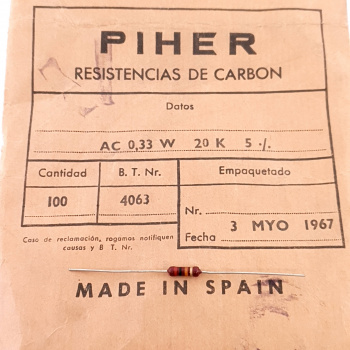 PIHER
RESISTENCIAS DE CARBON
Datos
AC 0,33 W 20 K 5 ·/.
Cantidad B. T. Nr. Empaquetado
100 4063
Nr.
Fecha 3 MYO 1967
Caso de reclamación, rogamos notifiquen
causas y B T. Nr.
MADE IN SPAIN